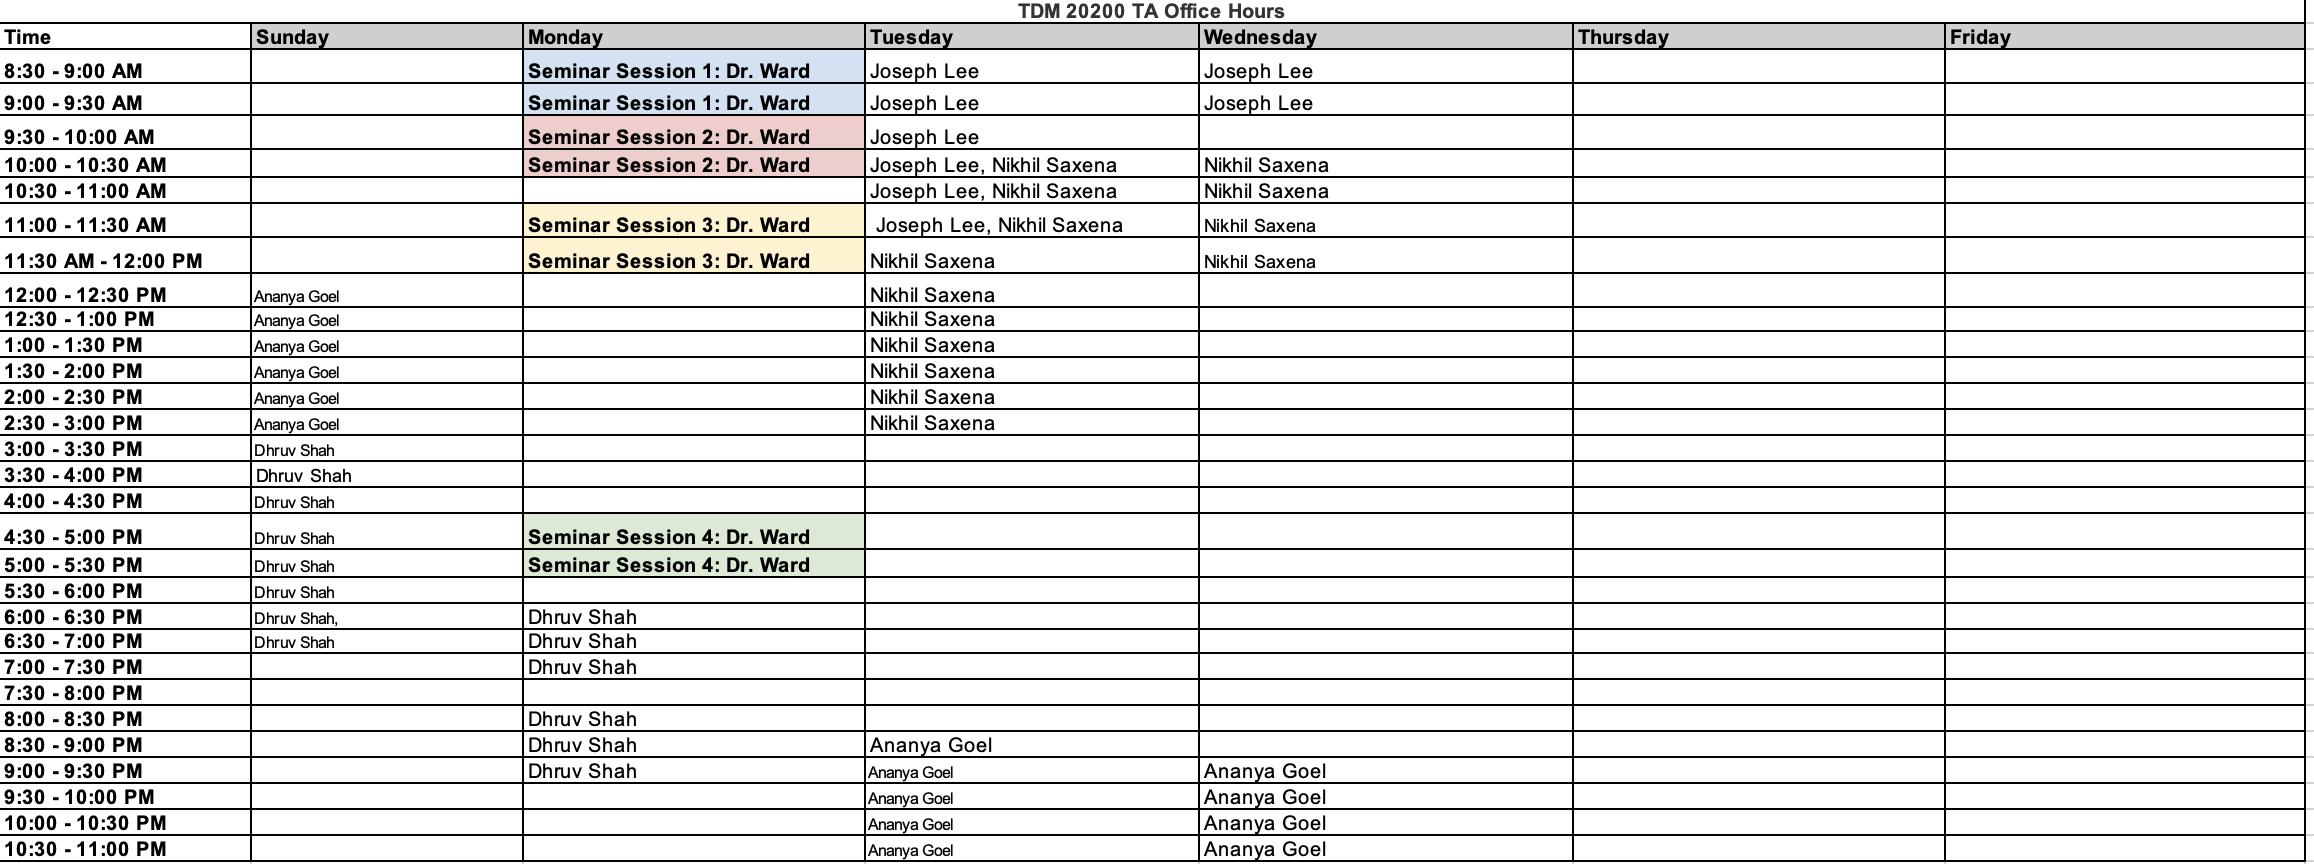 TDM 20200 TA Office Hours
Time Sunday Monday Tuesday Wednesday Thursday Friday
8:30 - 9:00 AM Seminar Session 1: Dr. Ward Joseph Lee Joseph Lee
9:00 - 9:30 AM Seminar Session 1: Dr. Ward Joseph Lee Joseph Lee
9:30 - 10:00 AM Seminar Session 2: Dr. Ward Joseph Lee
10:00 - 10:30 AM Seminar Session 2: Dr. Ward Joseph Lee, Nikhil Saxena Nikhil Saxena
10:30 - 11:00 AM Joseph Lee, Nikhil Saxena Nikhil Saxena
11:00 - 11:30 AM Seminar Session 3: Dr. Ward Joseph Lee, Nikhil Saxena Nikhil Saxena
11:30 AM - 12:00 PM Seminar Session 3: Dr. Ward Nikhil Saxena Nikhil Saxena
12:00 - 12:30 PM Ananya Goel Nikhil Saxena
12:30 - 1:00 PM Ananya Goel Nikhil Saxena
1:00 - 1:30 PM Ananya Goel Nikhil Saxena
1:30 - 2:00 PM Ananya Goel Nikhil Saxena
2:00 - 2:30 PM Ananya Goel Nikhil Saxena
2:30 - 3:00 PM Ananya Goel Nikhil Saxena
3:00 - 3:30 PM Dhruv Shah
3:30 - 4:00 PM Dhruv Shah
4:00 - 4:30 PM Dhruv Shah
4:30 - 5:00 PM Dhruv Shah Seminar Session 4: Dr. Ward
5:00 - 5:30 PM Dhruv Shah Seminar Session 4: Dr. Ward
5:30 - 6:00 PM Dhruv Shah
6:00 - 6:30 PM Dhruv Shah, Dhruv Shah
6:30 - 7:00 PM Dhruv Shah Dhruv Shah
7:00 - 7:30 PM Dhruv Shah
7:30 - 8:00 PM
8:00 - 8:30 PM Dhruv Shah
8:30 - 9:00 PM Dhruv Shah Ananya Goel
9:00 - 9:30 PM Dhruv Shah Ananya Goel Ananya Goel
9:30 - 10:00 PM Ananya Goel Ananya Goel
10:00 - 10:30 PM Ananya Goel Ananya Goel
10:30 - 11:00 PM Ananya Goel Ananya Goel